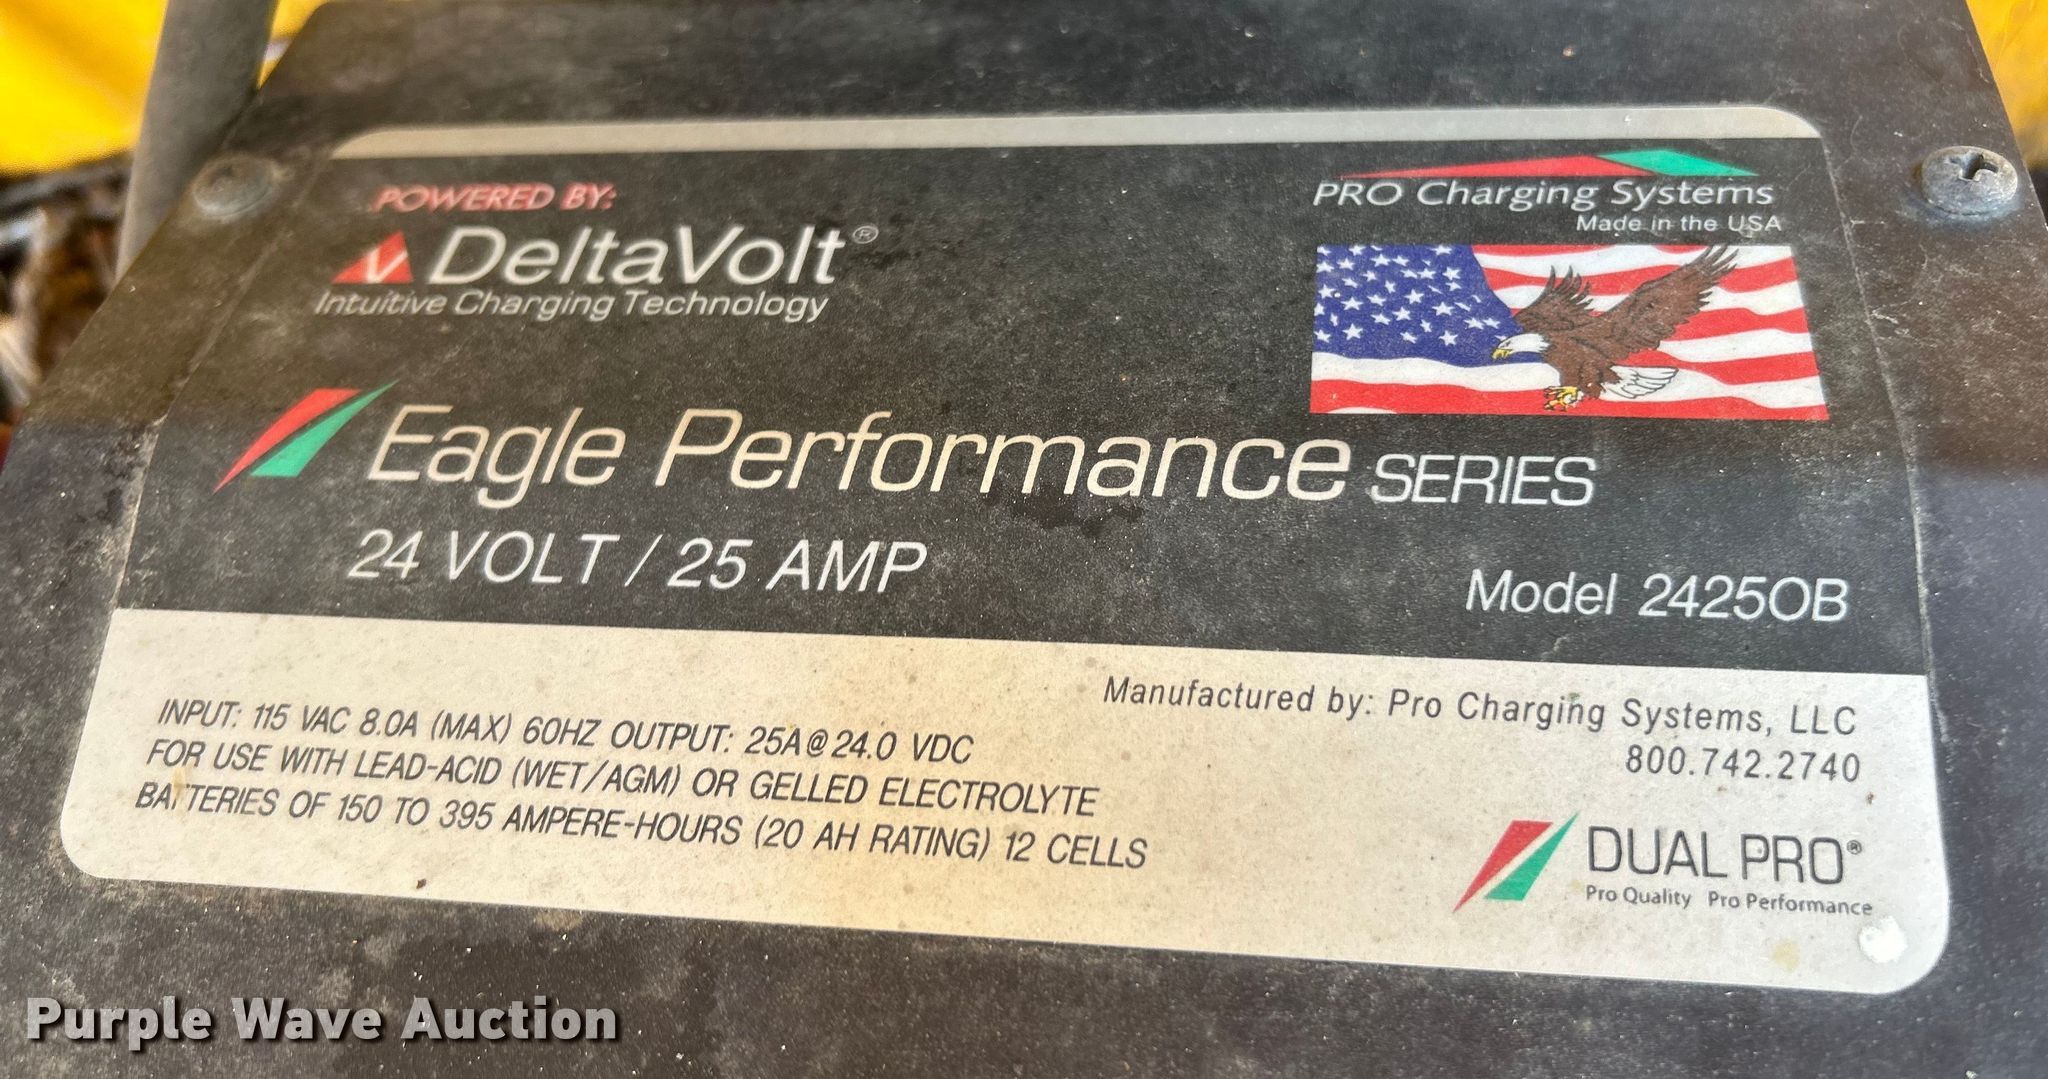 POWERED BY:
DeltaVolt®
Intuitive Charging Technology
PRO Charging Systems
Made in the USA
Eagle Performance SERIES
24 VOLT / 25 AMP
Model 2425OB
INPUT: 115 VAC 8.0A (MAX) 60HZ OUTPUT: 25A@24.0 VDC
FOR USE WITH LEAD-ACID (WET/AGM) OR GELLED ELECTROLYTE
BATTERIES OF 150 TO 395 AMPERE-HOURS (20 AH RATING) 12 CELLS
Manufactured by: Pro Charging Systems, LLC
800.742.2740
DUAL PRO®
Pro Quality Pro Performance
Purple Wave Auction